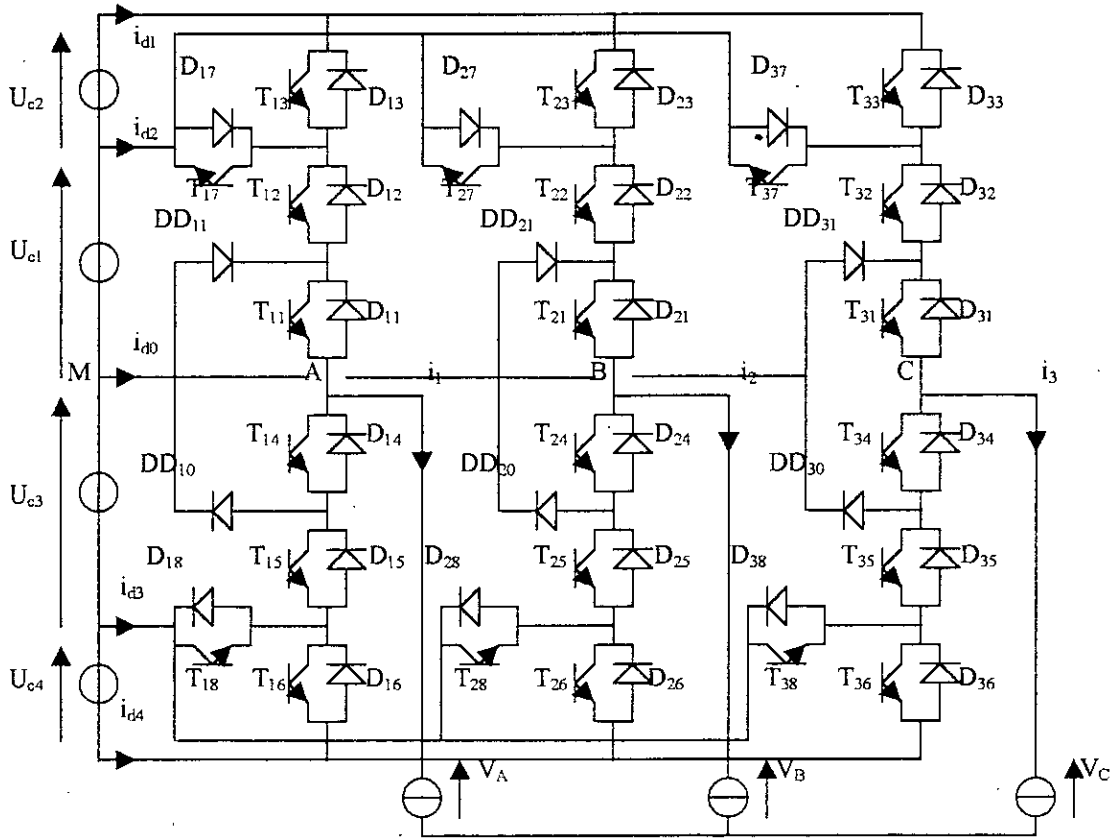 i_d1
D_17 D_27 D_37
U_c2 T_13 D_13 T_23 D_23 T_33 D_33
i_d2
T_17 T_12 D_12 T_27 T_22 D_22 T_37 T_32 D_32
DD_11 DD_21 DD_31
U_c1
T_11 D_11 T_21 D_21 T_31 D_31
i_d0
M A i_1 B i_2 C i_3
T_14 D_14 T_24 D_24 T_34 D_34
DD_10 DD_20 DD_30
U_c3
D_18 T_15 D_15 D_28 T_25 D_25 D_38 T_35 D_35
i_d3
U_c4 T_18 T_16 D_16 T_28 T_26 D_26 T_38 T_36 D_36
i_d4
V_A V_B V_C